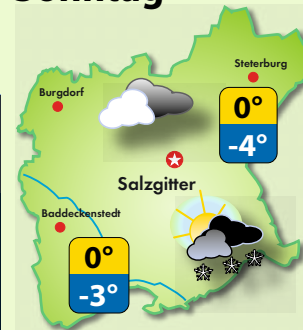 Sonntag
Steterburg
Burgdorf
0°
-4°
Salzgitter
Baddeckenstedt
0°
-3°